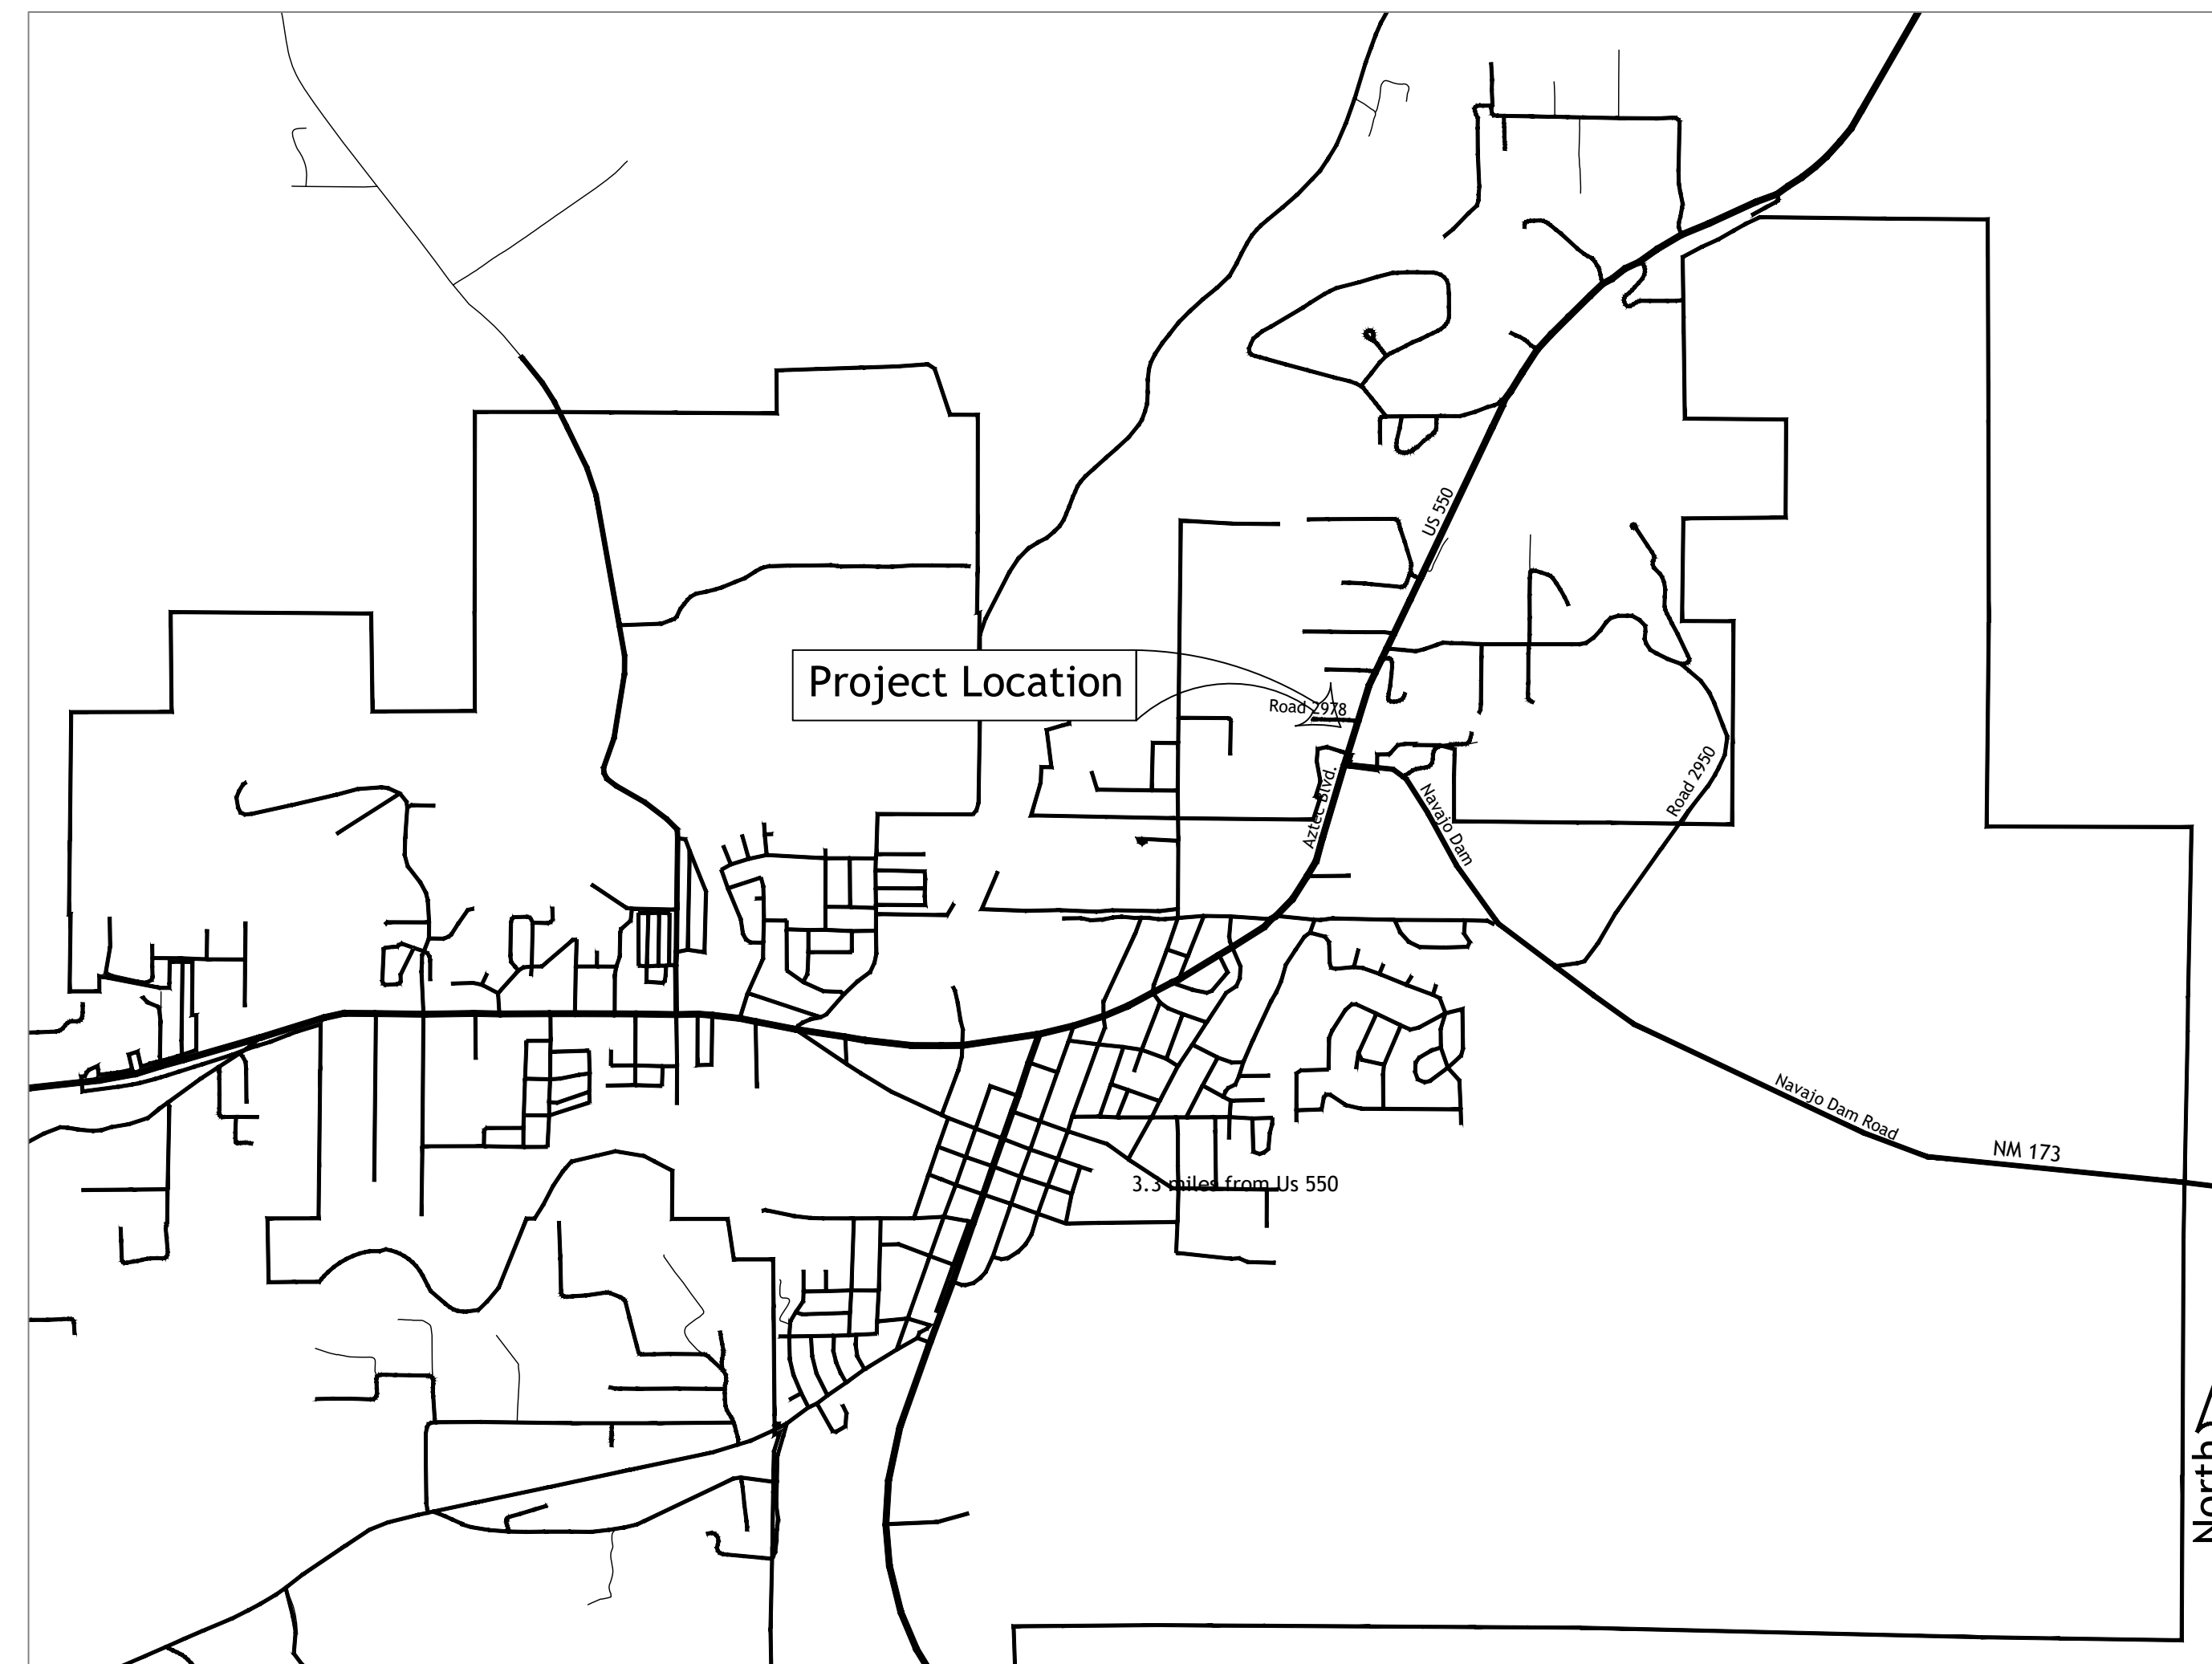 US 550
Project Location
Road 2978
Road 2950
Aztec Blvd.
Navajo Dam
Navajo Dam Road
NM 173
3.3 miles from Us 550
North